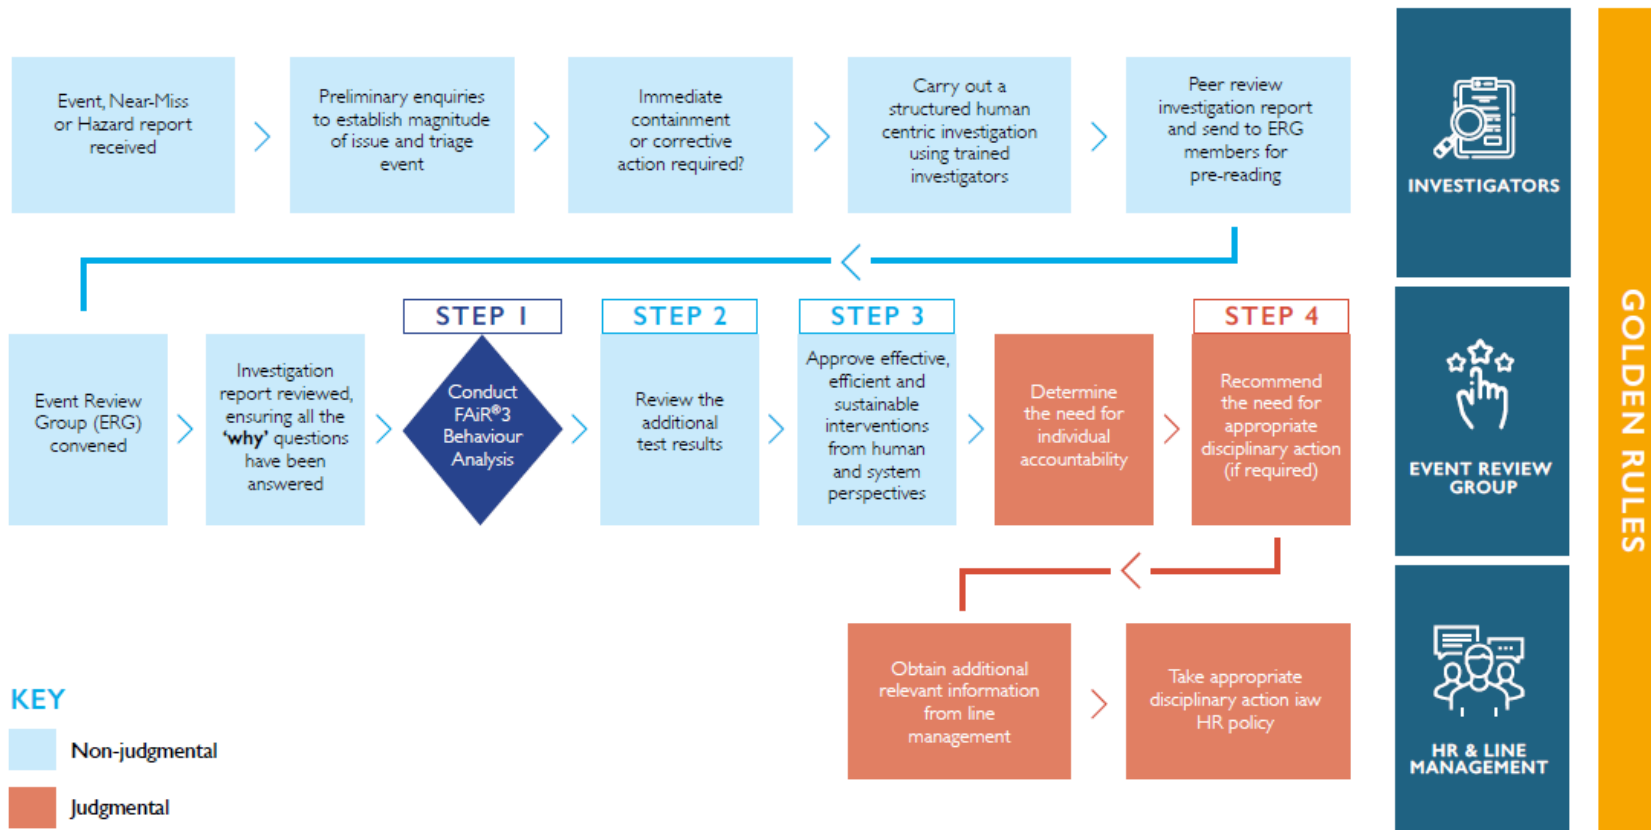 Event, Near-Miss
or Hazard report
received
Preliminary enquiries
to establish magnitude
of issue and triage
event
Immediate
containment
or corrective
action required?
Carry out a
structured human
centric investigation
using trained
investigators
Peer review
investigation report
and send to ERG
members for
pre-reading
INVESTIGATORS
STEP 1
STEP 2
STEP 3
STEP 4
Event Review
Group (ERG)
convened
Investigation
report reviewed,
ensuring all the
‘why’ questions
have been
answered
Conduct
FAiR®3
Behaviour
Analysis
Review the
additional
test results
Approve effective,
efficient and
sustainable
interventions
from human
and system
perspectives
Determine
the need for
individual
accountability
Recommend
the need for
appropriate
disciplinary action
(if required)
EVENT REVIEW
GROUP
Obtain additional
relevant information
from line
management
Take appropriate
disciplinary action iaw
HR policy
HR & LINE
MANAGEMENT
GOLDEN RULES
KEY
Non-judgmental
Judgmental